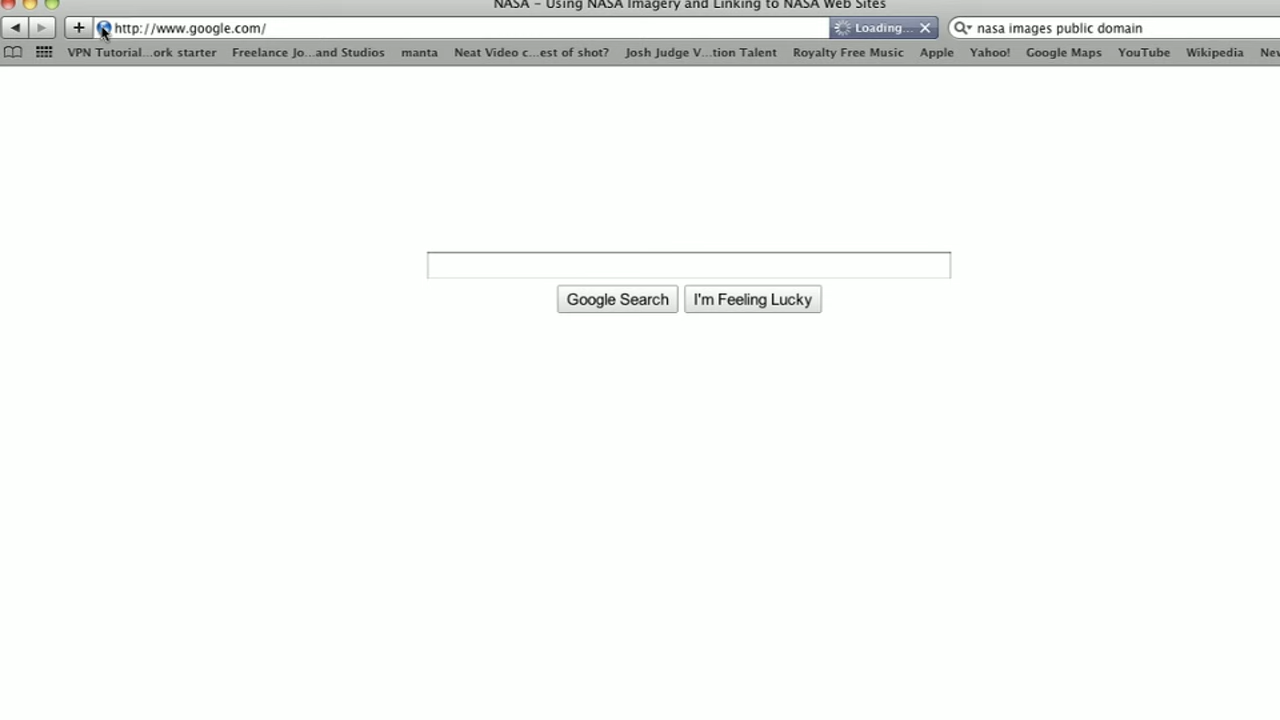 NASA - Using NASA Imagery and Linking to NASA Web Sites
http://www.google.com/ Loading... nasa images public domain
VPN Tutorial...ork starter Freelance Jo...and Studios manta Neat Video c...est of shot? Josh Judge V...tion Talent Royalty Free Music Apple Yahoo! Google Maps YouTube Wikipedia
Google Search I'm Feeling Lucky